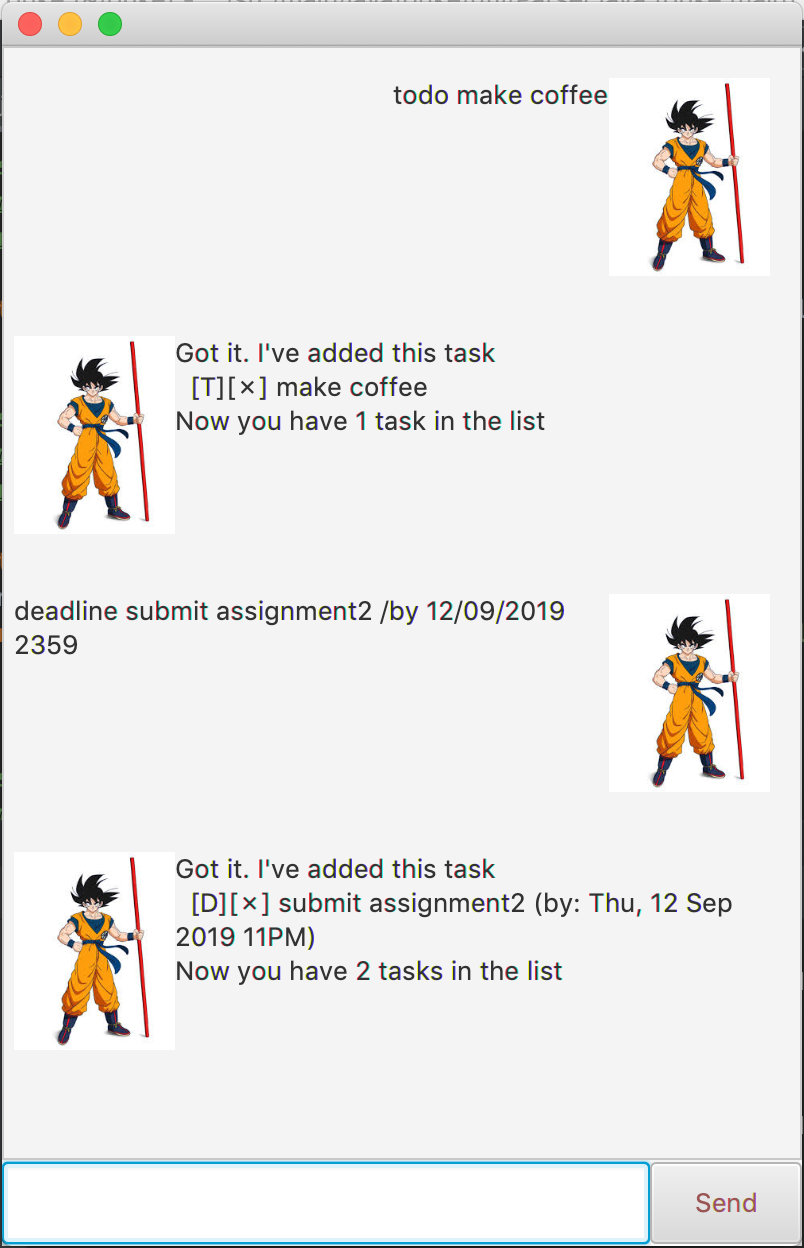 todo make coffee
Got it. I've added this task
[T][×] make coffee
Now you have 1 task in the list
deadline submit assignment2 /by 12/09/2019
2359
Got it. I've added this task
[D][×] submit assignment2 (by: Thu, 12 Sep
2019 11PM)
Now you have 2 tasks in the list
Send